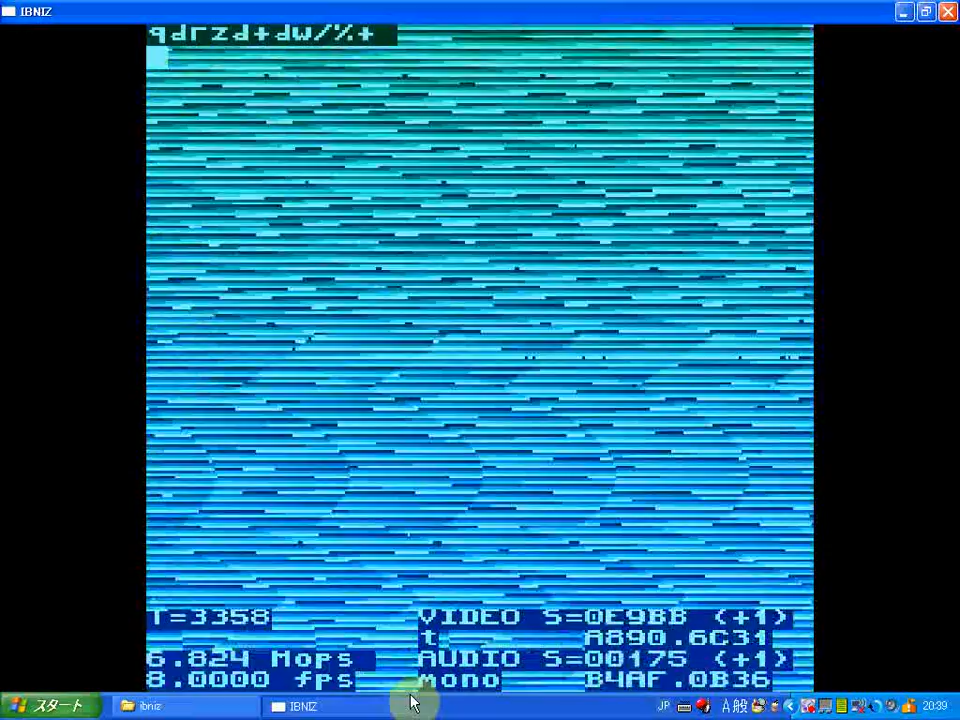 IBNIZ
qdrzd+dw/%+
T=3358
VIDEO S=0E9BB (+1)
t A890.6C31
6.824 Mops
AUDIO S=00175 (+1)
8.0000 fps
mono B4AF.0B36
スタート
ibniz
IBNIZ
JP
A 般
20:39